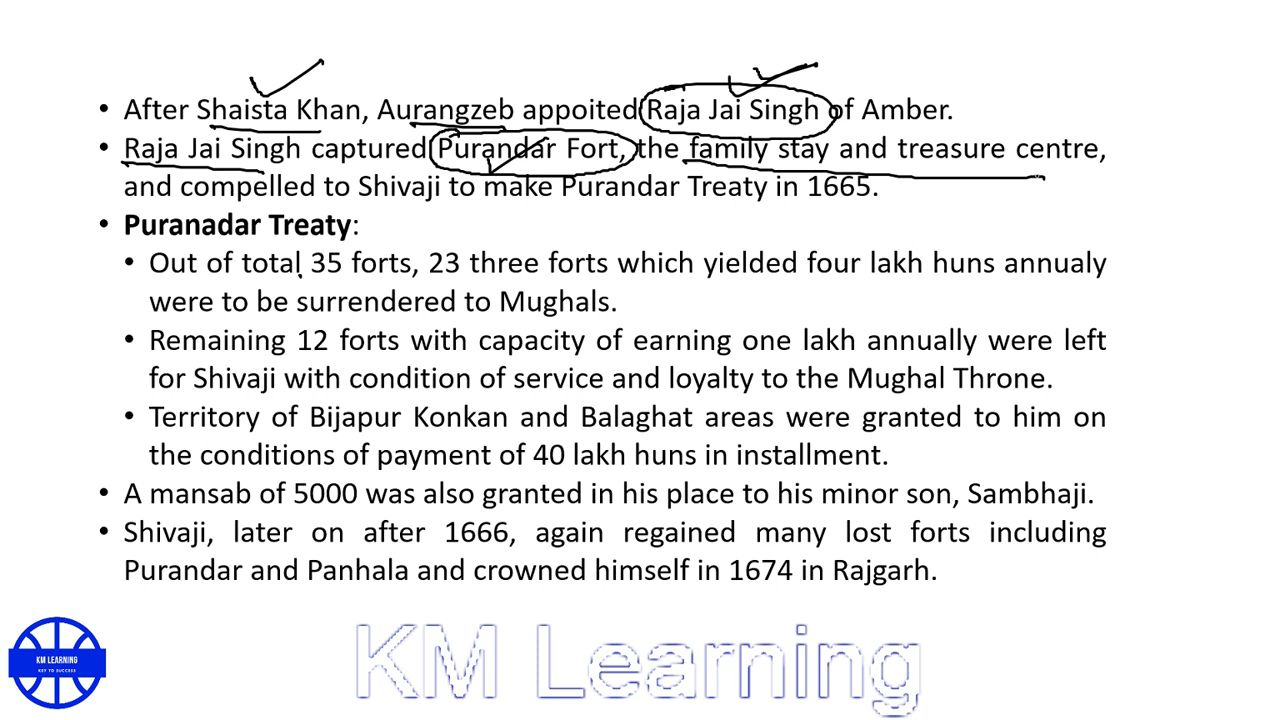 • After Shaista Khan, Aurangzeb appoited Raja Jai Singh of Amber.
• Raja Jai Singh captured Purandar Fort, the family stay and treasure centre,
and compelled to Shivaji to make Purandar Treaty in 1665.
• Puranadar Treaty:
• Out of total 35 forts, 23 three forts which yielded four lakh huns annualy
were to be surrendered to Mughals.
• Remaining 12 forts with capacity of earning one lakh annually were left
for Shivaji with condition of service and loyalty to the Mughal Throne.
• Territory of Bijapur Konkan and Balaghat areas were granted to him on
the conditions of payment of 40 lakh huns in installment.
• A mansab of 5000 was also granted in his place to his minor son, Sambhaji.
• Shivaji, later on after 1666, again regained many lost forts including
Purandar and Panhala and crowned himself in 1674 in Rajgarh.
KM LEARNING
KEY TO SUCCESS
KM Learning